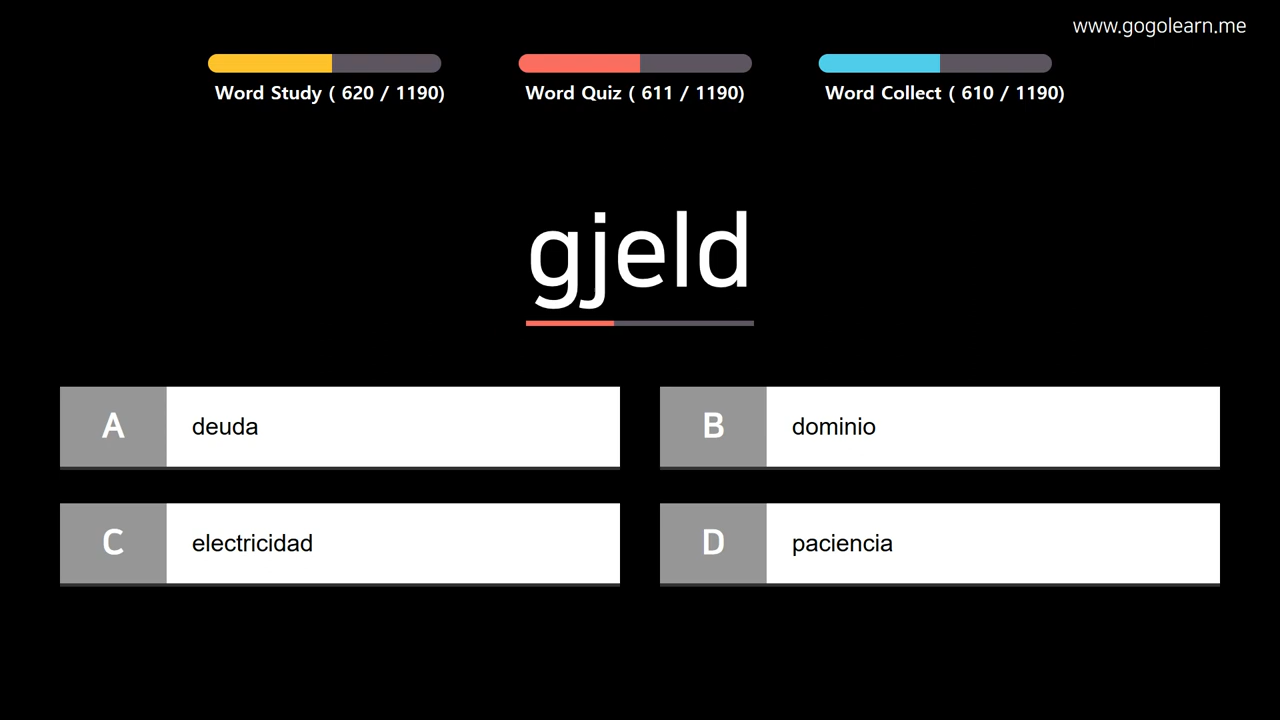 www.gogolearn.me
Word Study ( 620 / 1190)
Word Quiz ( 611 / 1190)
Word Collect ( 610 / 1190)
gjeld
A deuda
B dominio
C electricidad
D paciencia